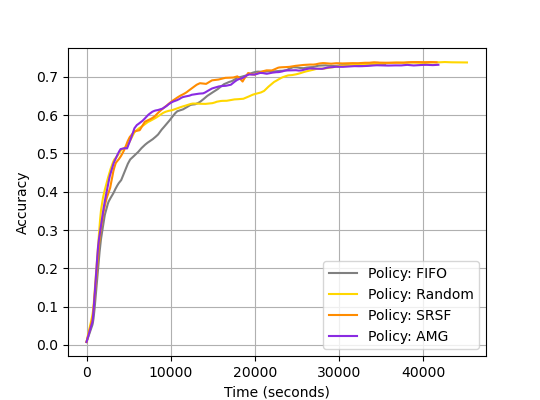 0.7
0.6
0.5
0.4
0.3
0.2
0.1
0.0
Accuracy
Policy: FIFO
Policy: Random
Policy: SRSF
Policy: AMG
0 10000 20000 30000 40000
Time (seconds)